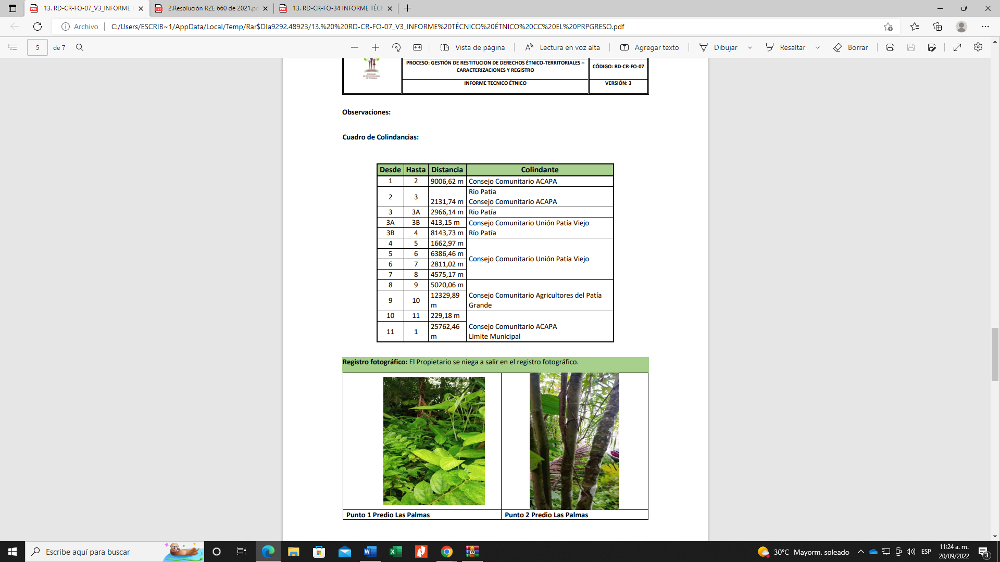 13. RD-CR-FO-07_V3_INFORME T
2.Resolución RZE 660 de 2021.pd
13. RD-CR-FO-34 INFORME TÉC
Archivo
C:/Users/ESCRIB~1/AppData/Local/Temp/Rar$DIa9292.48923/13.%20%20RD-CR-FO-07_V3_INFORME%20TÉCNICO%20ÉTNICO%20CC%20EL%20PRPGRESO.pdf
5 de 7
Vista de página
Lectura en voz alta
Agregar texto
Dibujar
Resaltar
Borrar
UNIDAD
DE RESTITUCIÓN
DE TIERRAS
PROCESO: GESTIÓN DE RESTITUCION DE DERECHOS ÉTNICO-TERRITORIALES –
CARACTERIZACIONES Y REGISTRO
CÓDIGO: RD-CR-FO-07
INFORME TECNICO ÉTNICO
VERSIÓN: 3
Observaciones:
Cuadro de Colindancias:
Desde Hasta Distancia Colindante
1 2 9006,62 m Consejo Comunitario ACAPA
2 3 2131,74 m Rio Patía
Consejo Comunitario ACAPA
3 3A 2966,14 m Rio Patía
3A 3B 413,15 m Consejo Comunitario Unión Patía Viejo
3B 4 8143,73 m Río Patía
4 5 1662,97 m
5 6 6386,46 m
Consejo Comunitario Unión Patía Viejo
6 7 2811,02 m
7 8 4575,17 m
8 9 5020,06 m
9 10 12329,89 m
Consejo Comunitario Agricultores del Patía
Grande
10 11 229,18 m
11 1 25762,46 m
Consejo Comunitario ACAPA
Limite Municipal
Registro fotográfico: El Propietario se niega a salir en el registro fotográfico.
Punto 1 Predio Las Palmas
Punto 2 Predio Las Palmas
Escribe aquí para buscar
30°C Mayorm. soleado
ESP
11:24 a. m.
20/09/2022
3